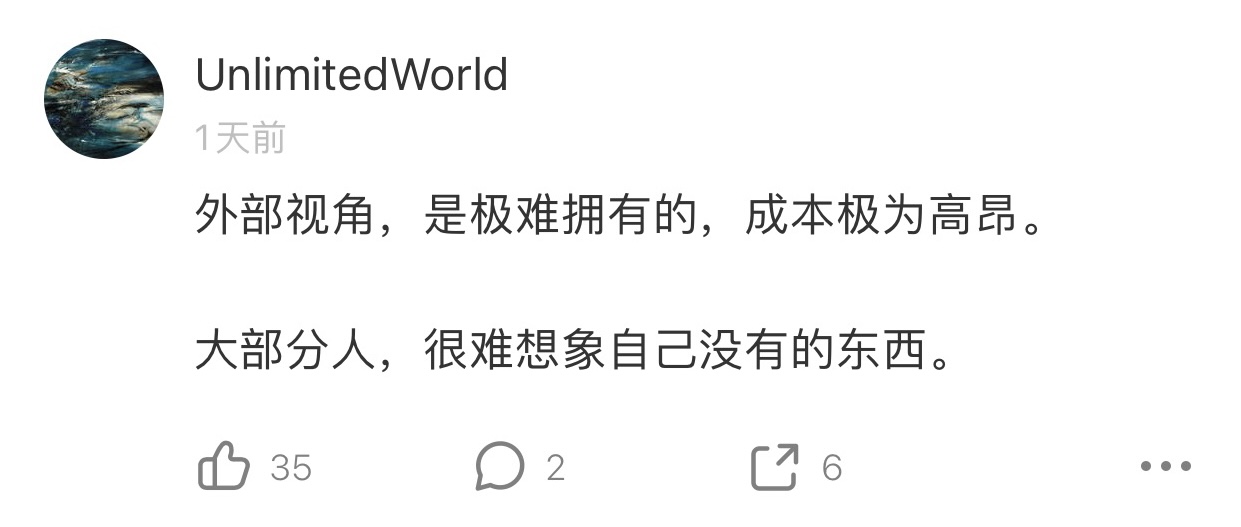 UnlimitedWorld
1天前
外部视角，是极难拥有的，成本极为高昂。
大部分人，很难想象自己没有的东西。
35 2 6